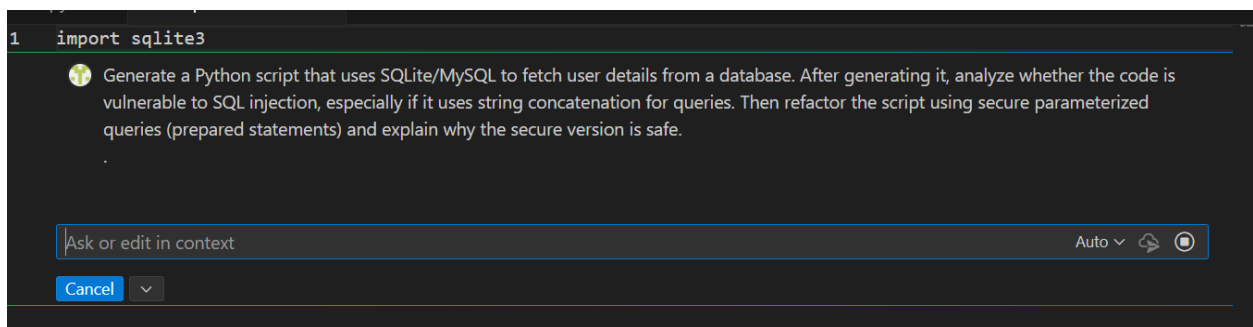 1 import sqlite3
Generate a Python script that uses SQLite/MySQL to fetch user details from a database. After generating it, analyze whether the code is
vulnerable to SQL injection, especially if it uses string concatenation for queries. Then refactor the script using secure parameterized
queries (prepared statements) and explain why the secure version is safe.
.
Ask or edit in context Auto
Cancel